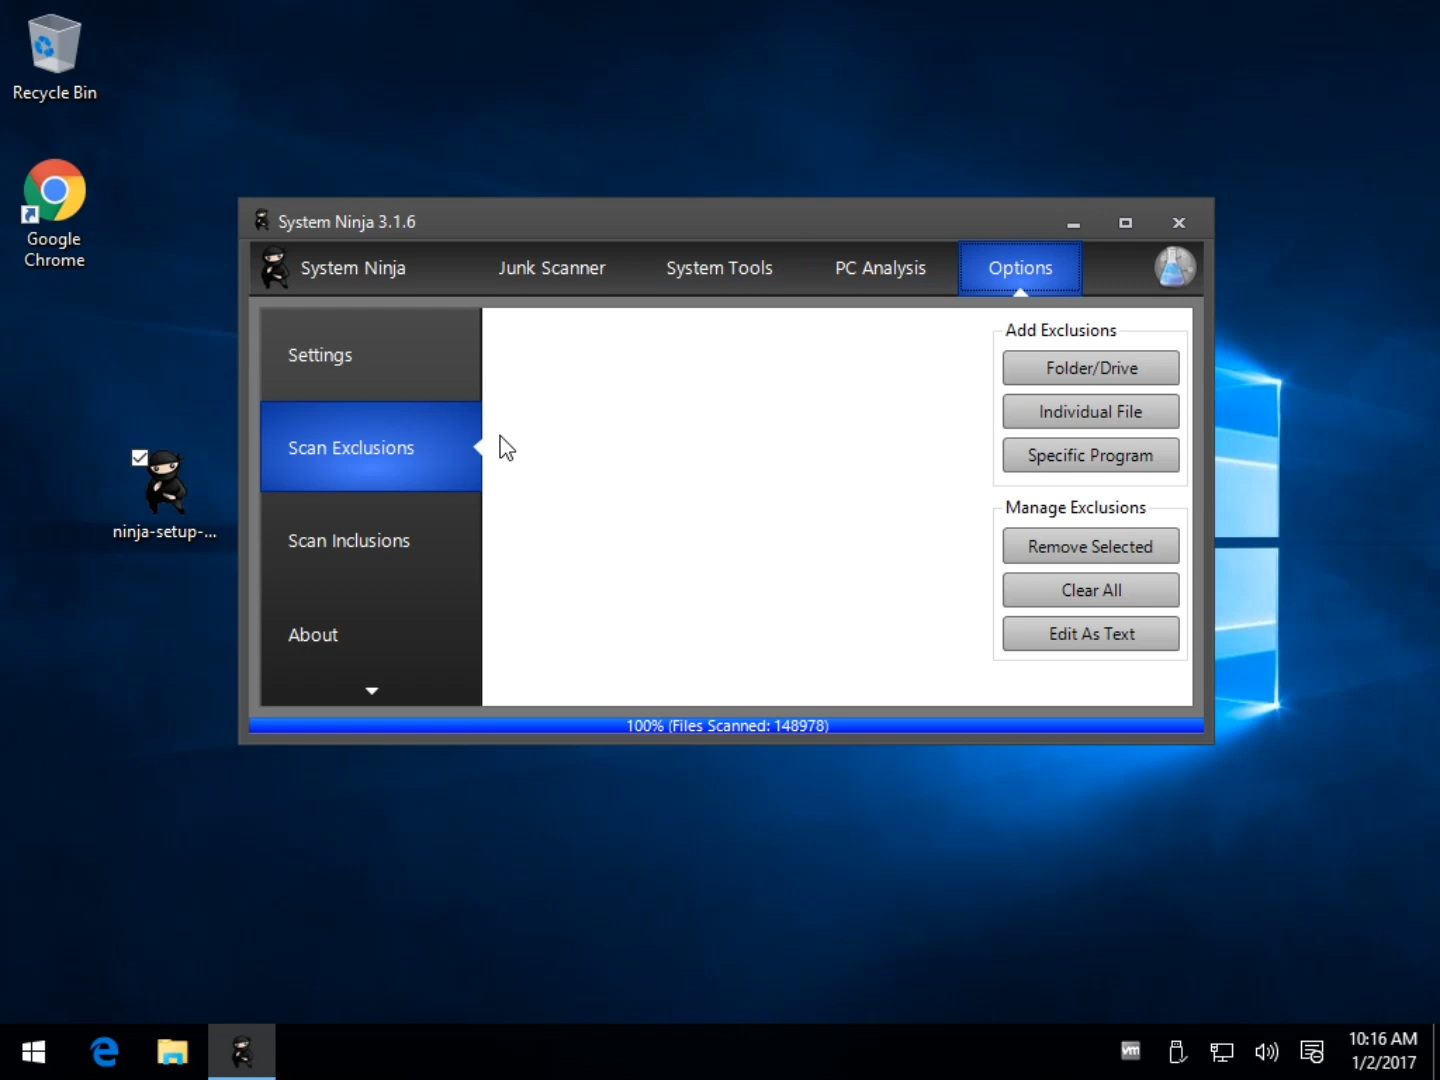 Recycle Bin
Google
Chrome
ninja-setup-...
System Ninja 3.1.6
System Ninja
Junk Scanner
System Tools
PC Analysis
Options
Settings
Scan Exclusions
Scan Inclusions
About
Add Exclusions
Folder/Drive
Individual File
Specific Program
Manage Exclusions
Remove Selected
Clear All
Edit As Text
100% (Files Scanned: 148978)
vm
10:16 AM
1/2/2017